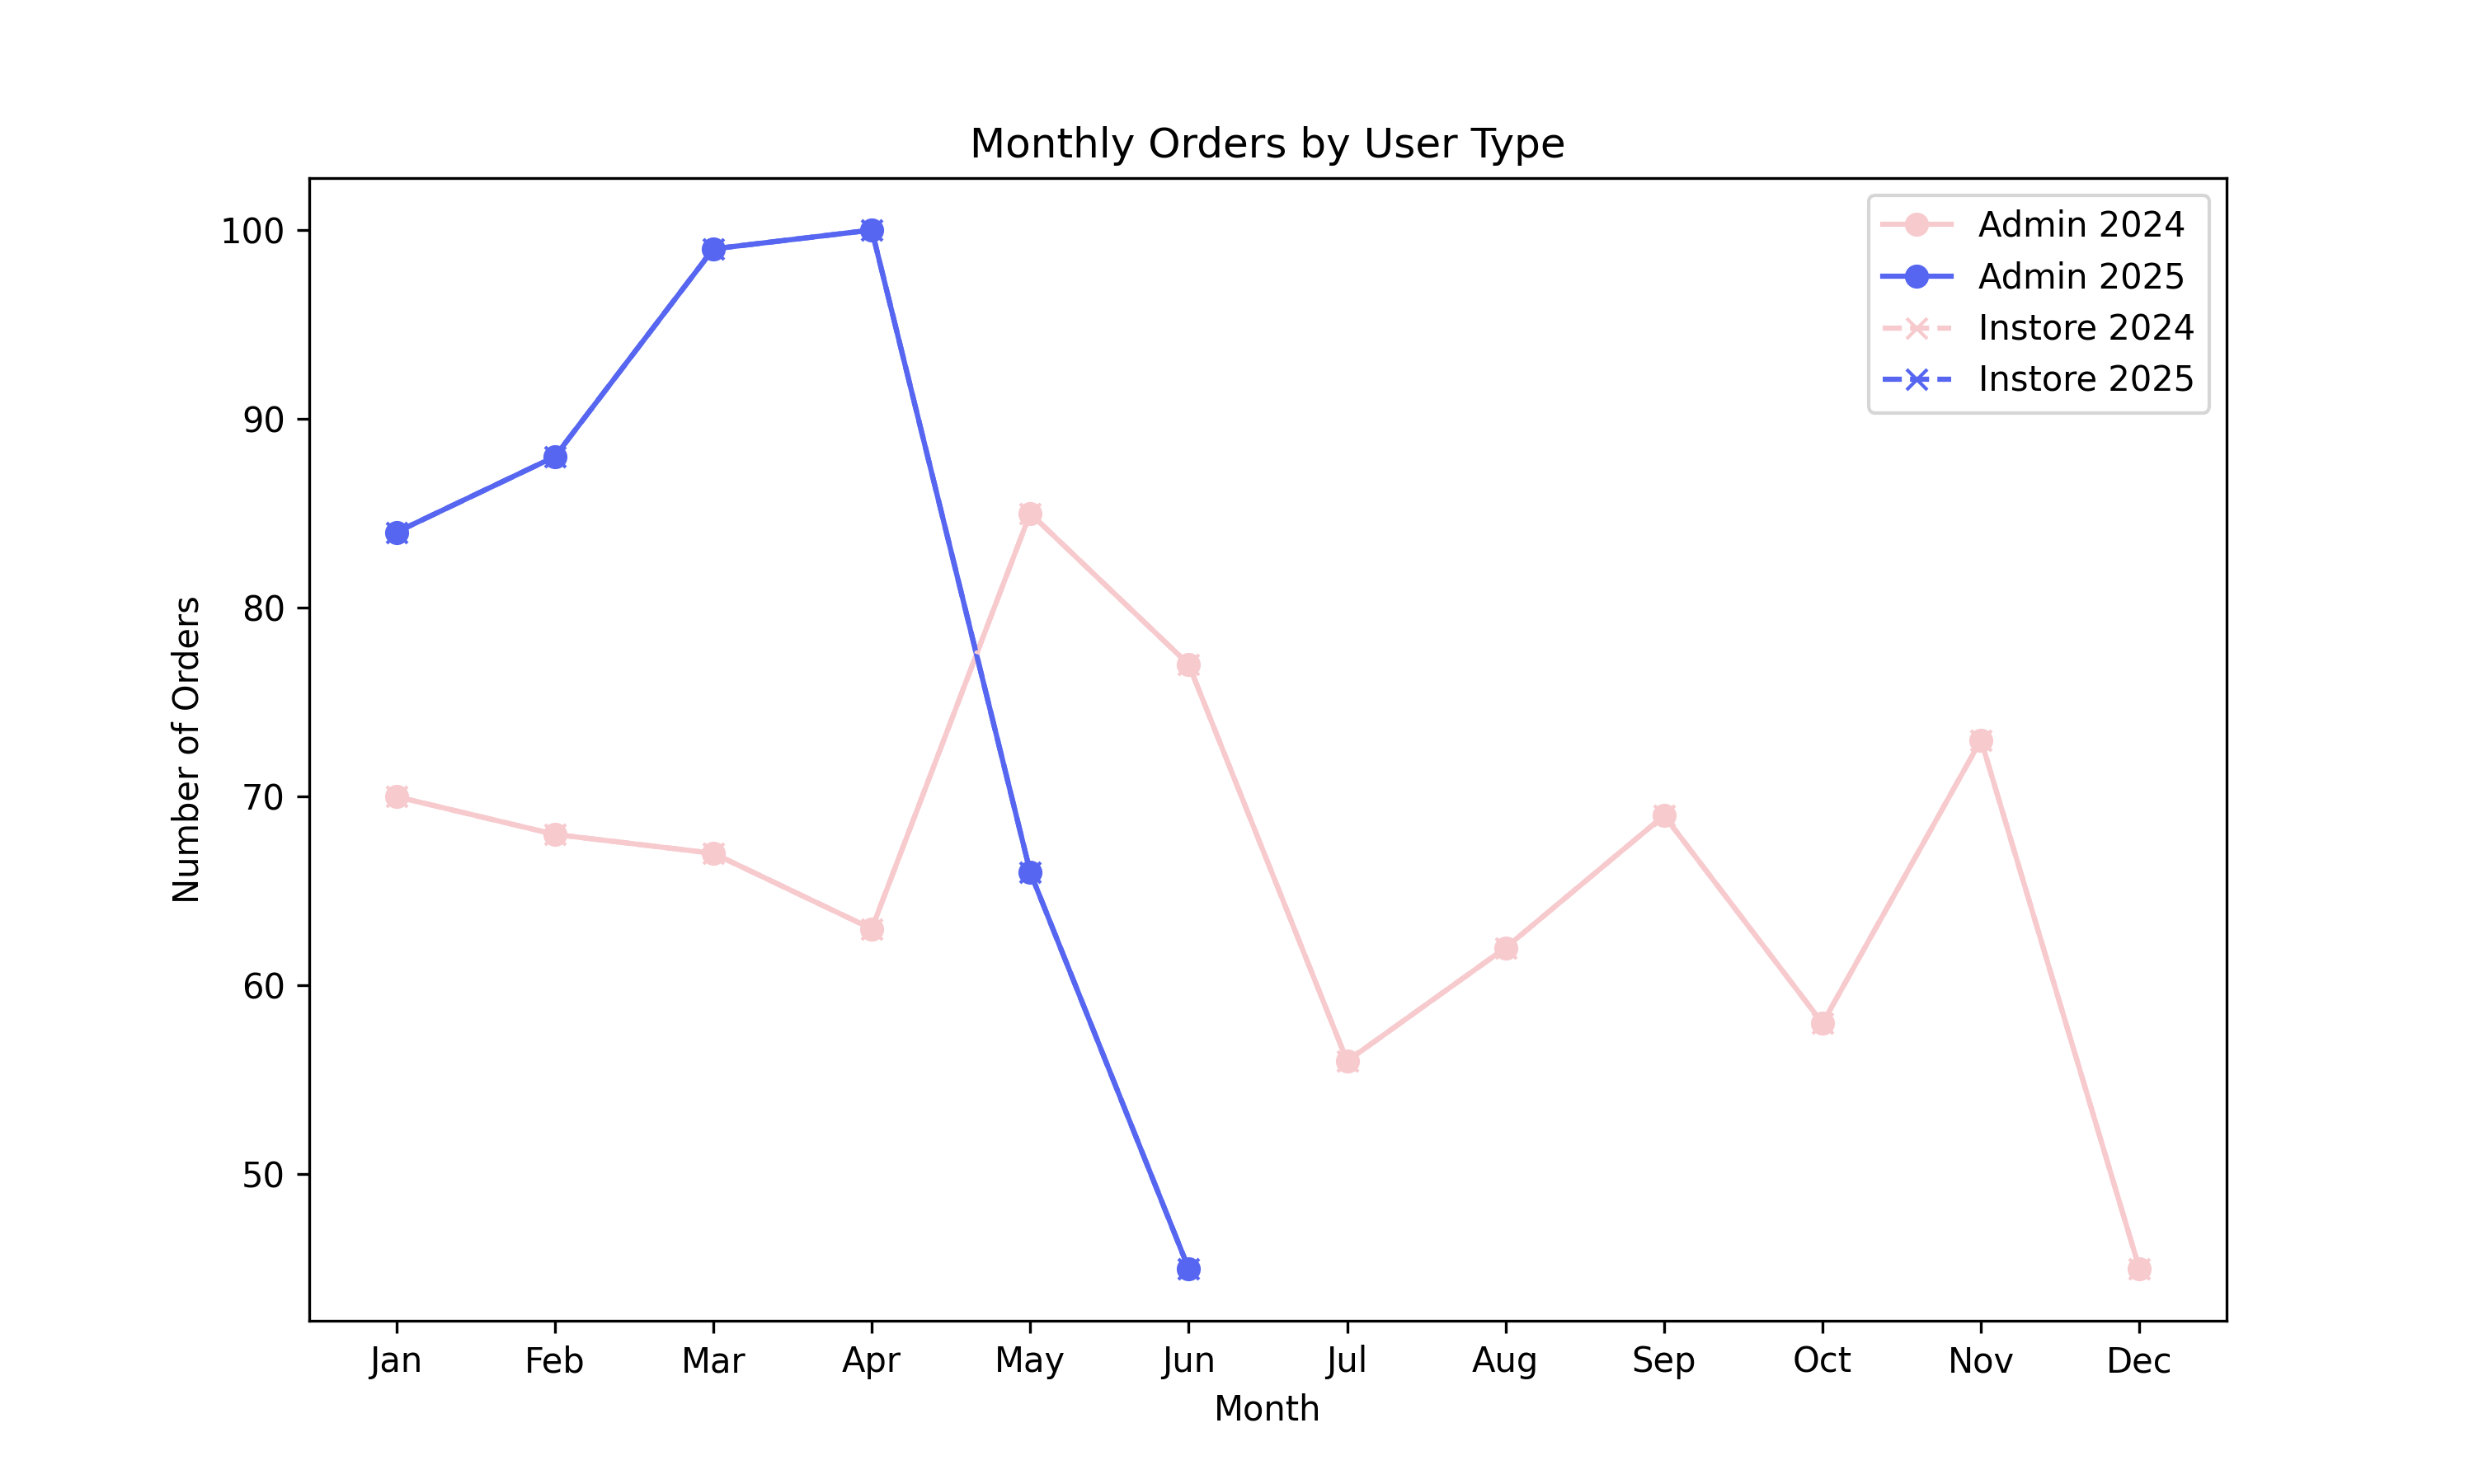 Monthly Orders by User Type
Admin 2024
Admin 2025
Instore 2024
Instore 2025
100
90
80
70
60
50
Number of Orders
Jan Feb Mar Apr May Jun Jul Aug Sep Oct Nov Dec
Month